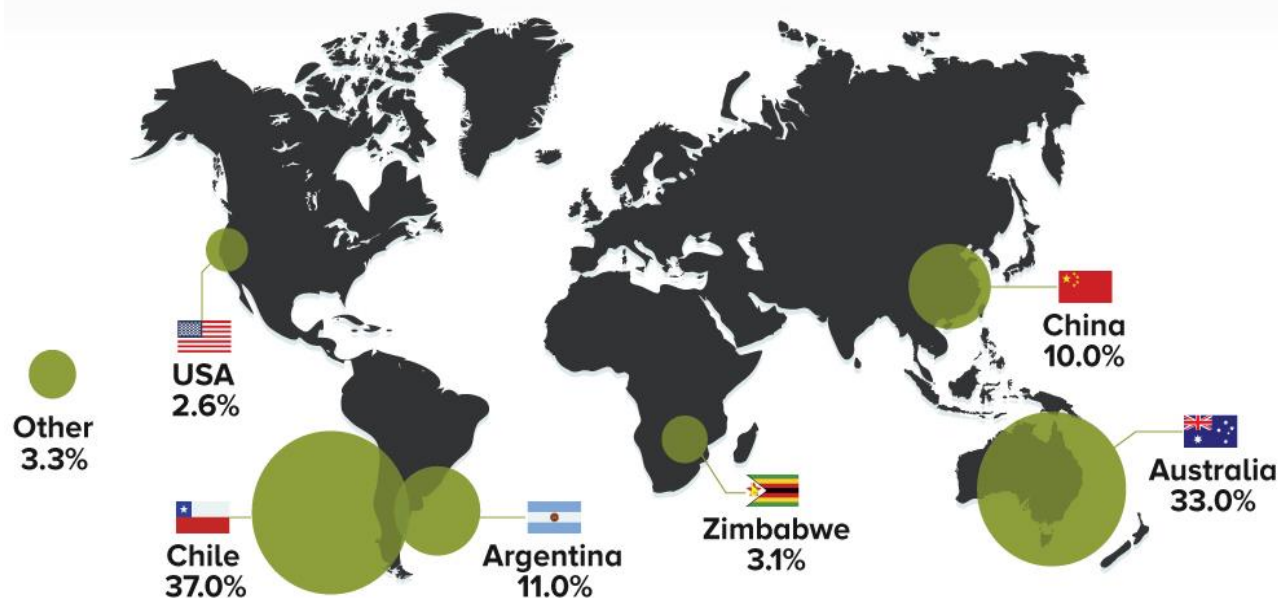 USA
2.6%
Other
3.3%
Chile
37.0%
Argentina
11.0%
Zimbabwe
3.1%
China
10.0%
Australia
33.0%